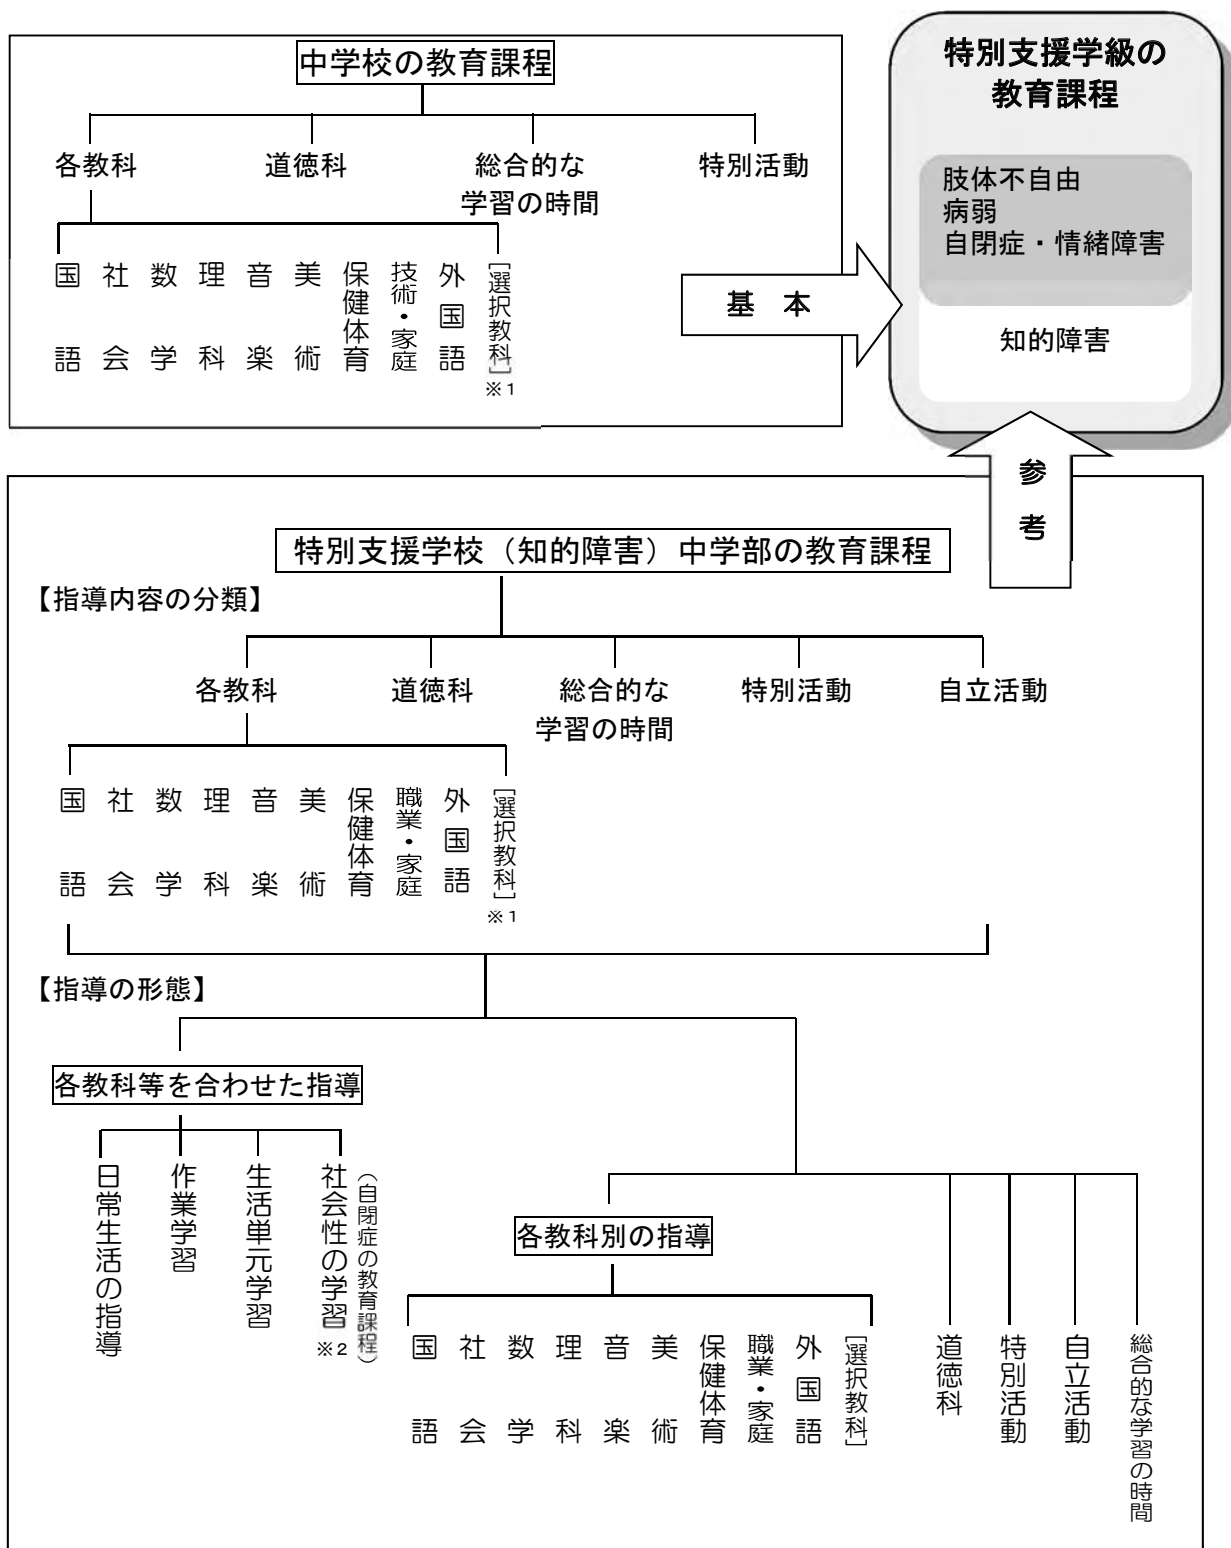 中学校の教育課程
各教科
道徳科
総合的な
学習の時間
特別活動
国語
社会
数学
理科
音楽
美術
保健体育
技術・家庭
外国語
[選択教科]
※1
基 本
特別支援学級の
教育課程
肢体不自由
病弱
自閉症・情緒障害
知的障害
参考
特別支援学校（知的障害）中学部の教育課程
【指導内容の分類】
各教科
道徳科
総合的な
学習の時間
特別活動
自立活動
国語
社会
数学
理科
音楽
美術
保健体育
職業・家庭
外国語
[選択教科]
※1
【指導の形態】
各教科等を合わせた指導
日常生活の指導
作業学習
生活単元学習
社会性の学習
※2
（自閉症の教育課程）
各教科別の指導
国語
社会
数学
理科
音楽
美術
保健体育
職業・家庭
外国語
[選択教科]
道徳科
特別活動
自立活動
総合的な学習の時間